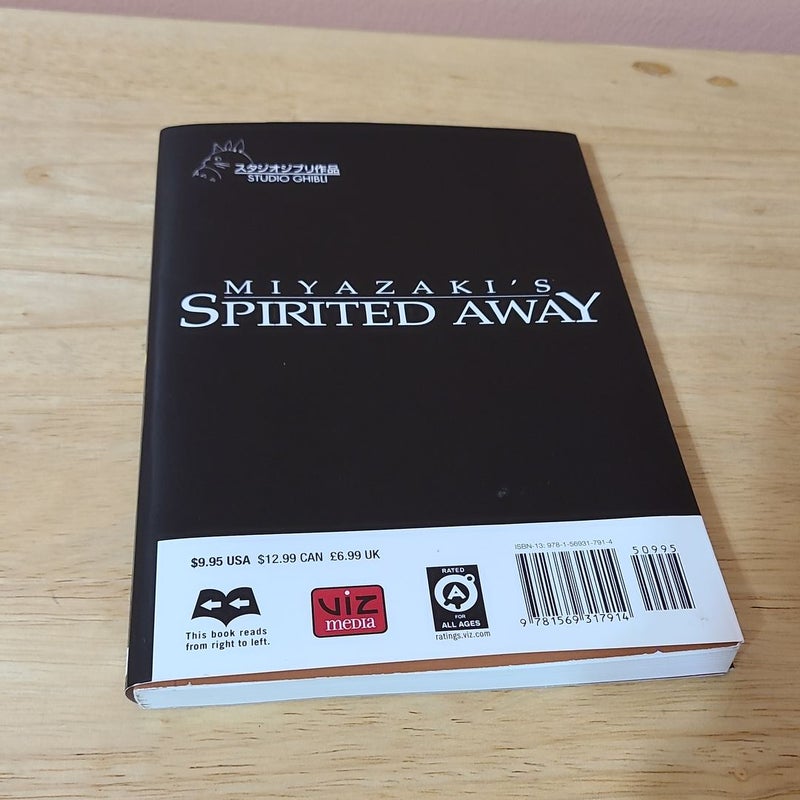 スタジオジブリ作品
STUDIO GHIBLI
MIYAZAKI'S
SPIRITED AWAY
$9.95 USA $12.99 CAN £6.99 UK
This book reads
from right to left.
VIZ
MEDIA
RATED
A
FOR
ALL AGES
ratings.viz.com
ISBN-13: 978-1-56931-791-4
50995
9 781569 317914